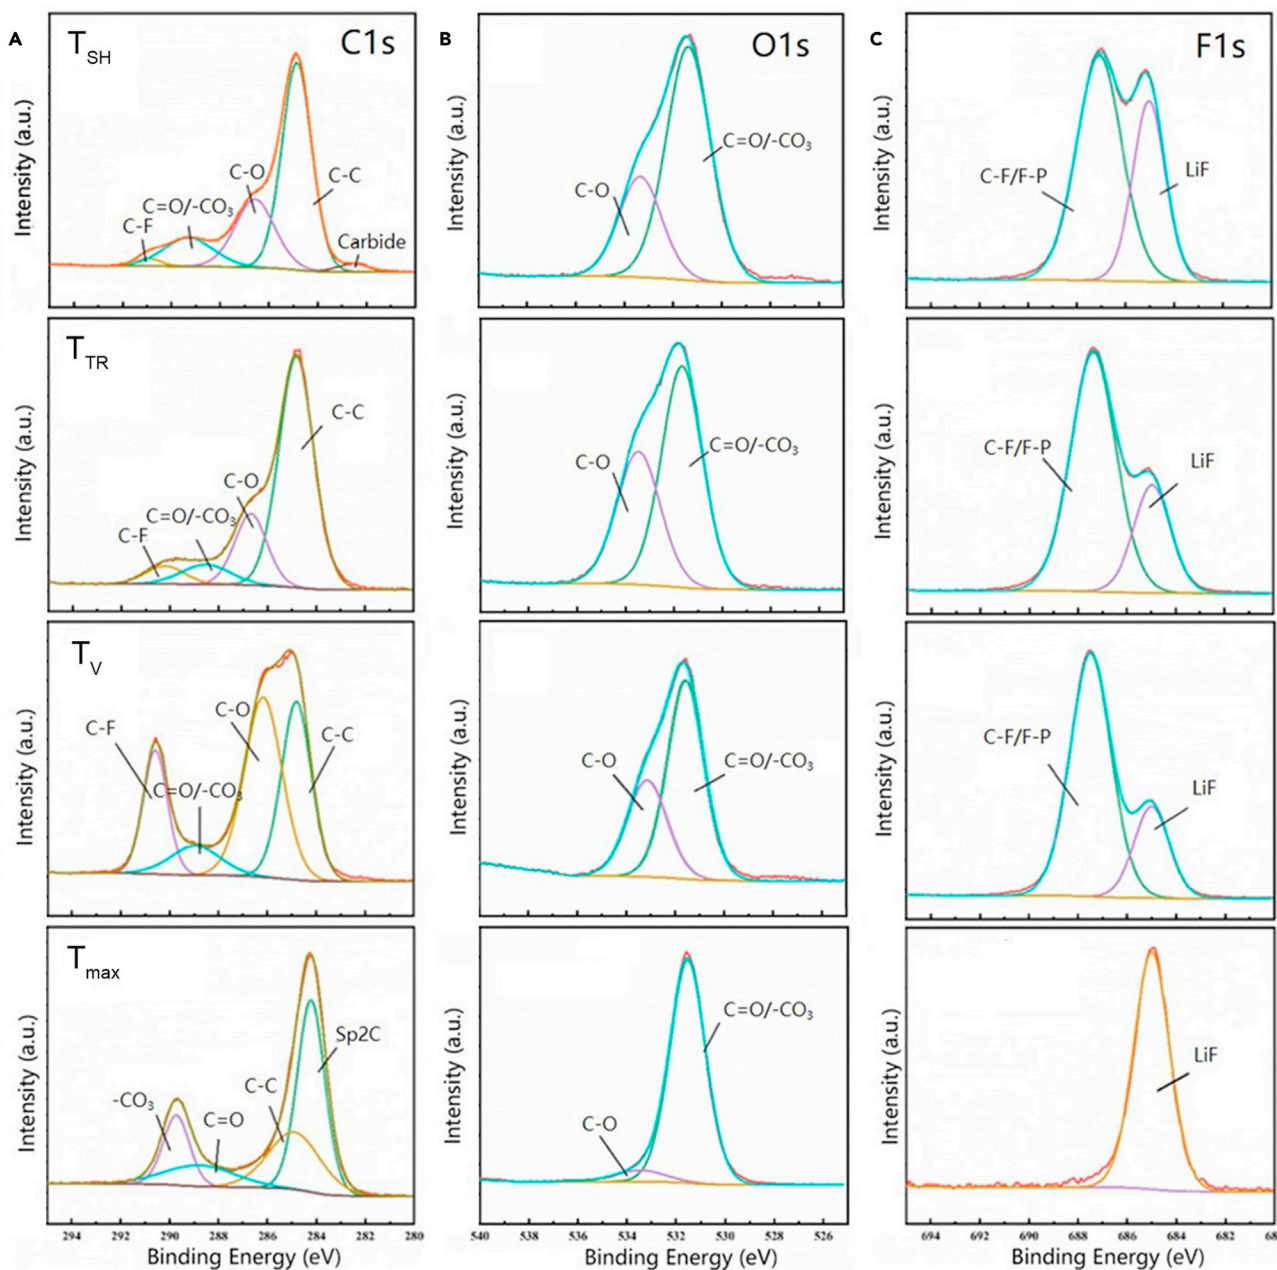 A
T_SH
C1s
Intensity (a.u.)
C-F
C=O/-CO₃
C-O
C-C
Carbide
B
O1s
Intensity (a.u.)
C-O
C=O/-CO₃
C
F1s
Intensity (a.u.)
C-F/F-P
LiF
T_TR
Intensity (a.u.)
C-F
C=O/-CO₃
C-O
C-C
Intensity (a.u.)
C-O
C=O/-CO₃
Intensity (a.u.)
C-F/F-P
LiF
T_V
Intensity (a.u.)
C-F
C=O/-CO₃
C-O
C-C
Intensity (a.u.)
C-O
C=O/-CO₃
Intensity (a.u.)
C-F/F-P
LiF
T_max
Intensity (a.u.)
-CO₃
C=O
C-C
Sp2C
294 292 290 288 286 284 282 280
Binding Energy (eV)
Intensity (a.u.)
C-O
C=O/-CO₃
540 538 536 534 532 531 530 528 526
Binding Energy (eV)
Intensity (a.u.)
LiF
694 692 690 688 686 684 682 68
Binding Energy (eV)